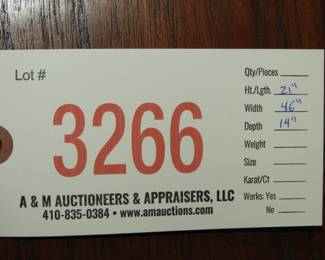 Lot #
3266
A & M AUCTIONEERS & APPRAISERS, LLC
410-835-0384 • www.amauctions.com
Qty/Pieces
Ht./Lgth. 21"
Width 46"
Depth 14"
Weight
Size
Karat/Ct
Works: Yes
No